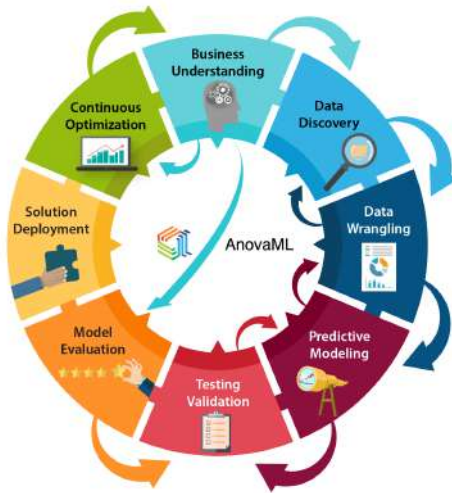 Business
Understanding
Data
Discovery
Data
Wrangling
Predictive
Modeling
Testing
Validation
Model
Evaluation
Solution
Deployment
Continuous
Optimization
AnovaML